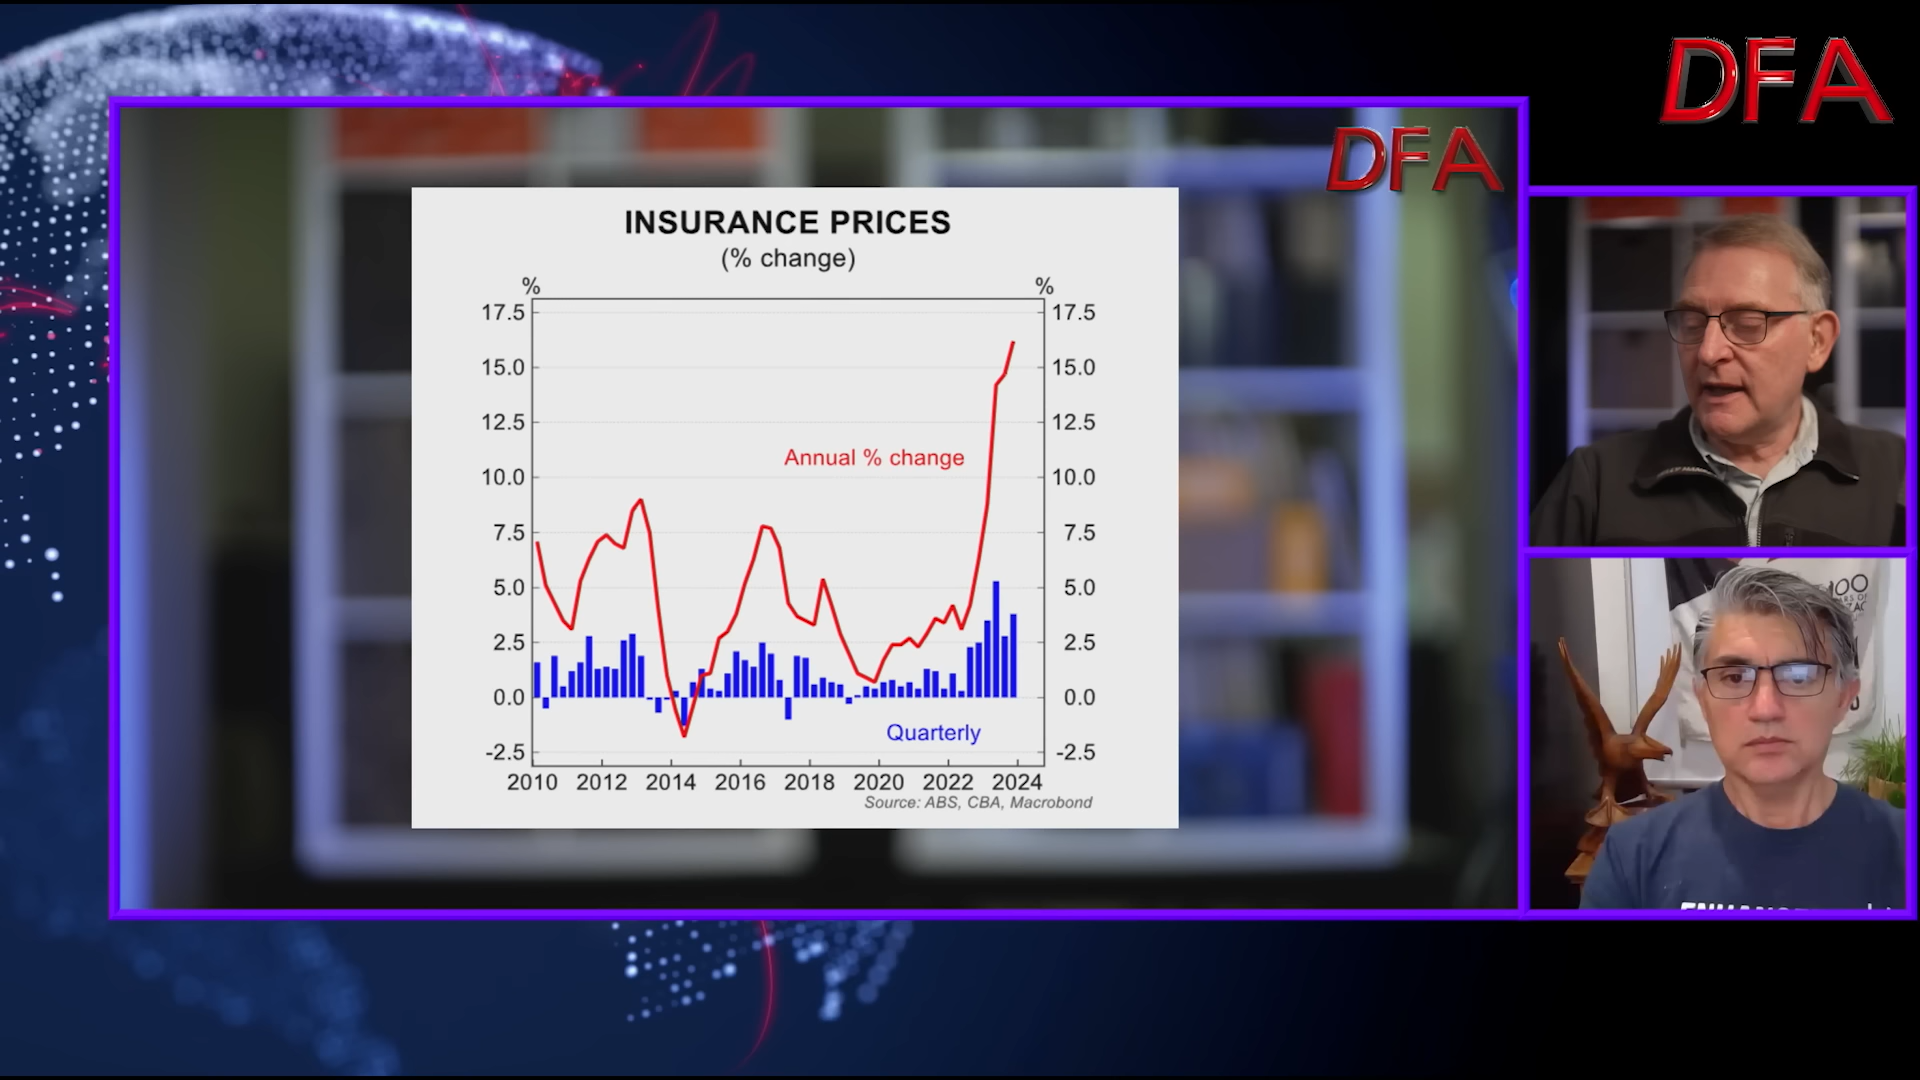 DFA
DFA
INSURANCE PRICES
(% change)
% %
17.5 17.5
15.0 15.0
12.5 12.5
Annual % change
10.0 10.0
7.5 7.5
5.0 5.0
2.5 2.5
0.0 0.0
Quarterly
-2.5 -2.5
2010 2012 2014 2016 2018 2020 2022 2024
Source: ABS, CBA, Macrobond
100